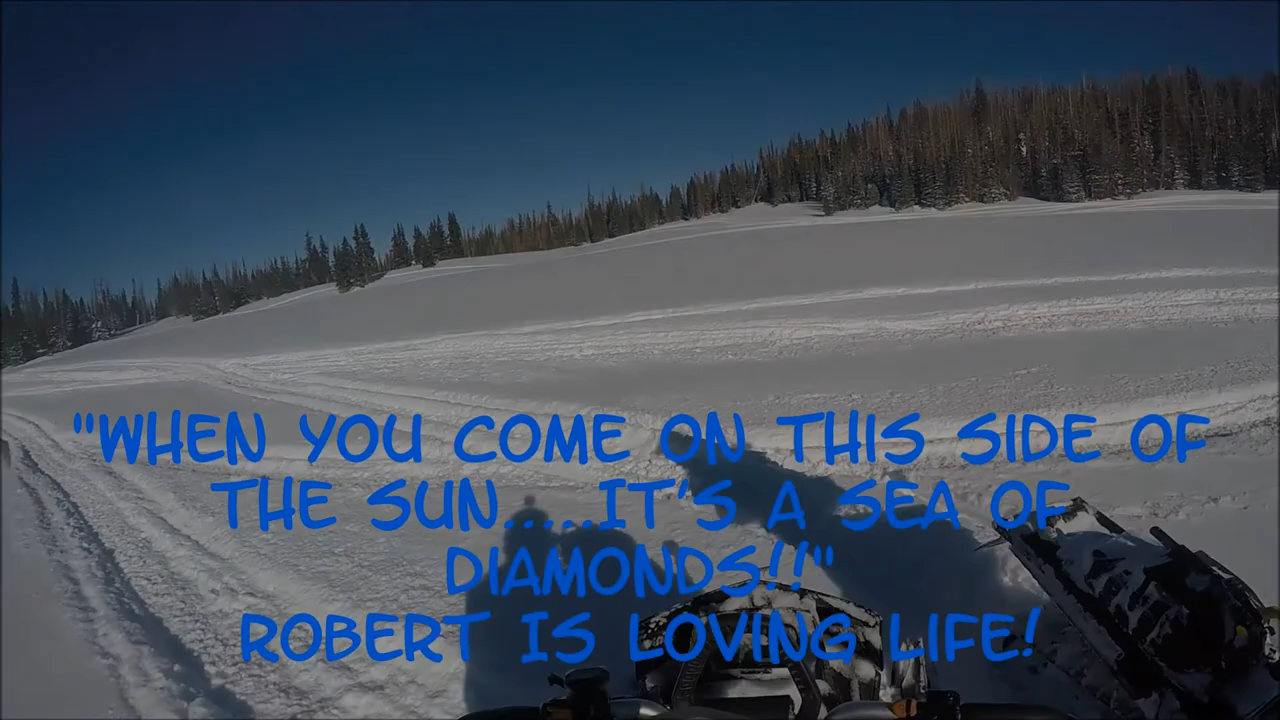 "WHEN YOU COME ON THIS SIDE OF
THE SUN.....IT'S A SEA OF
DIAMONDS!!"
ROBERT IS LOVING LIFE!